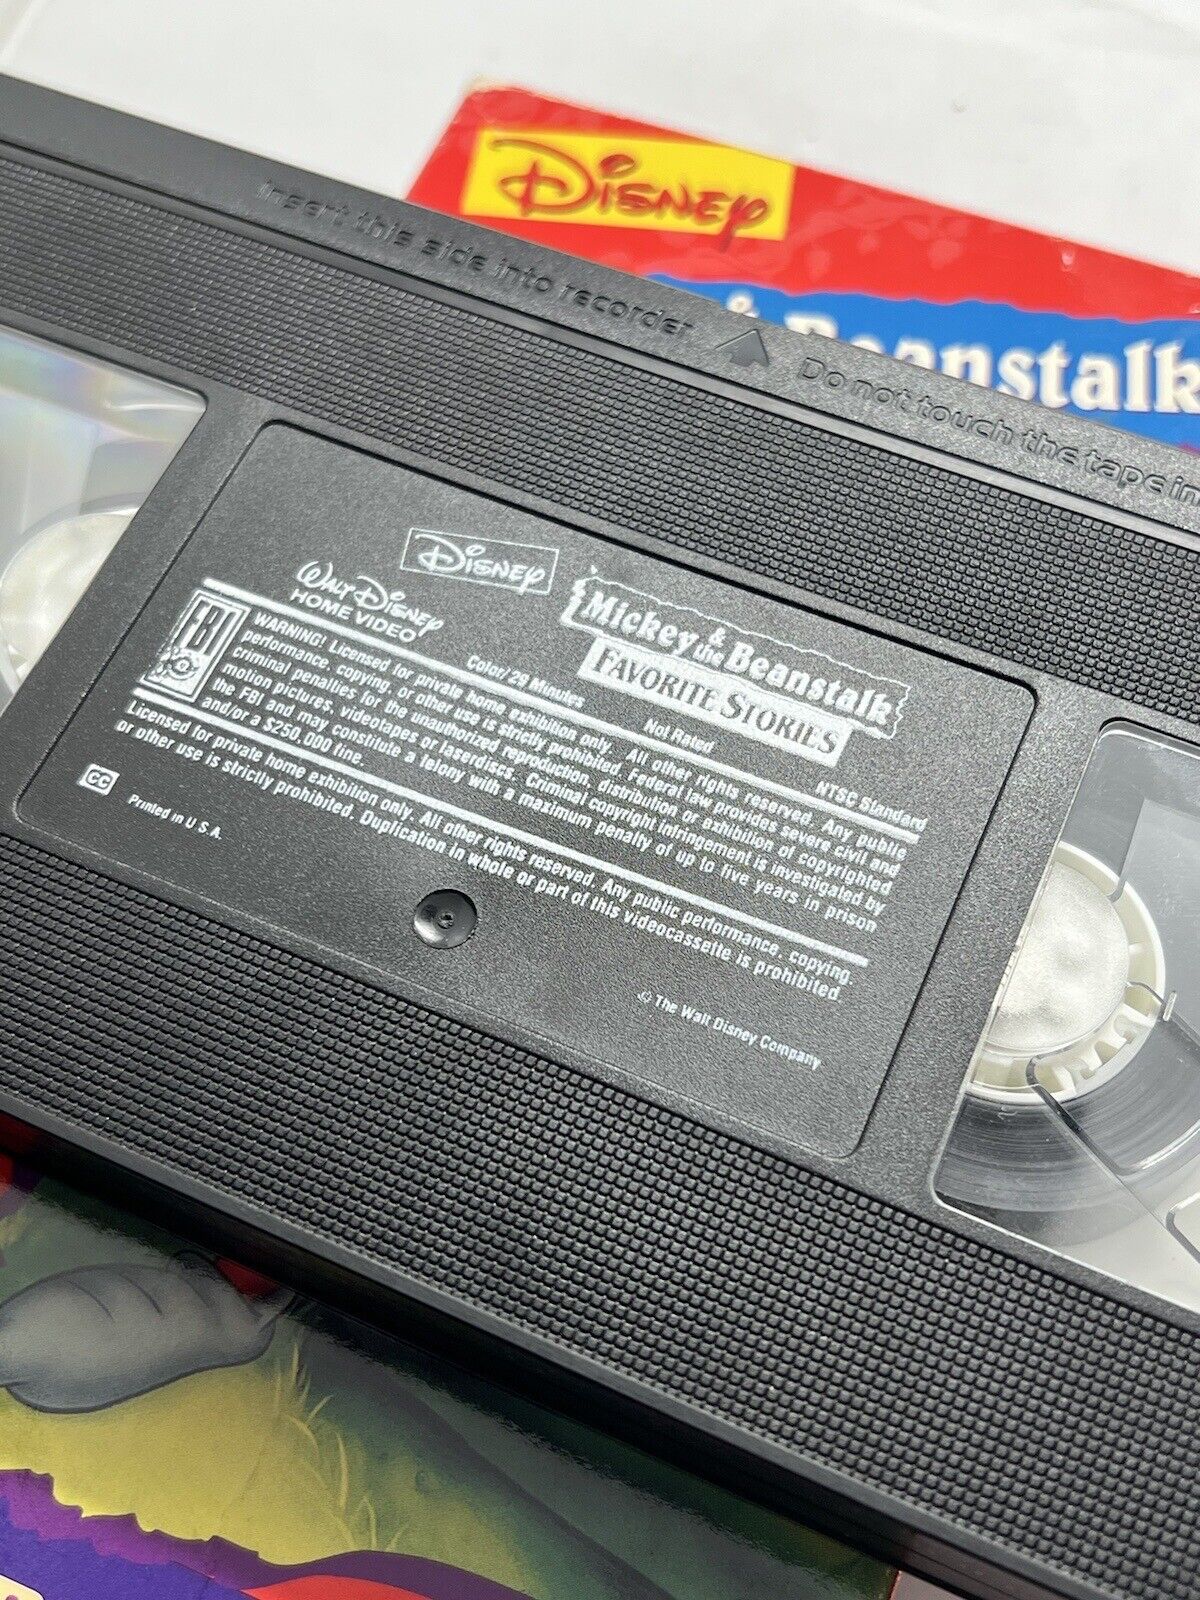 Disney
& Beanstalk
Insert this side into recorder
Do not touch the tape in
Disney
Walt Disney
HOME VIDEO
Mickey & the Beanstalk
FAVORITE STORIES
Color/29 Minutes Not Rated NTSC Standard
FBI
WARNING! Licensed for private home exhibition only. All other rights reserved. Any public
performance, copying, or other use is strictly prohibited. Federal law provides severe civil and
criminal penalties for the unauthorized reproduction, distribution or exhibition of copyrighted
motion pictures, videotapes or laserdiscs. Criminal copyright infringement is investigated by
the FBI and may constitute a felony with a maximum penalty of up to five years in prison
and/or a $250,000 fine.
Licensed for private home exhibition only. All other rights reserved. Any public performance, copying,
or other use is strictly prohibited. Duplication in whole or part of this videocassette is prohibited.
CC
Printed in U.S.A.
© The Walt Disney Company